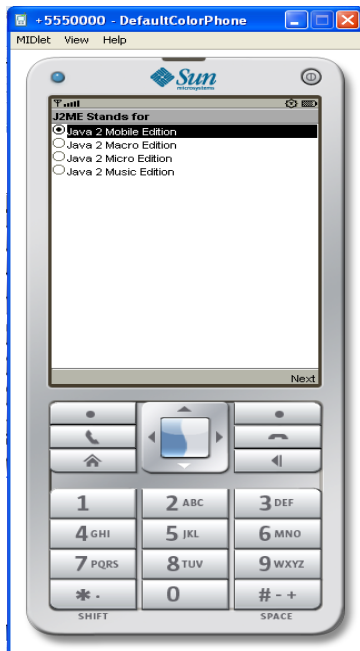 +5550000 - DefaultColorPhone
MIDlet View Help
Sun
microsystems
J2ME Stands for
Java 2 Mobile Edition
Java 2 Macro Edition
Java 2 Micro Edition
Java 2 Music Edition
Next
1 2 ABC 3 DEF
4 GHI 5 JKL 6 MNO
7 PQRS 8 TUV 9 WXYZ
* . 0 # - +
SHIFT SPACE